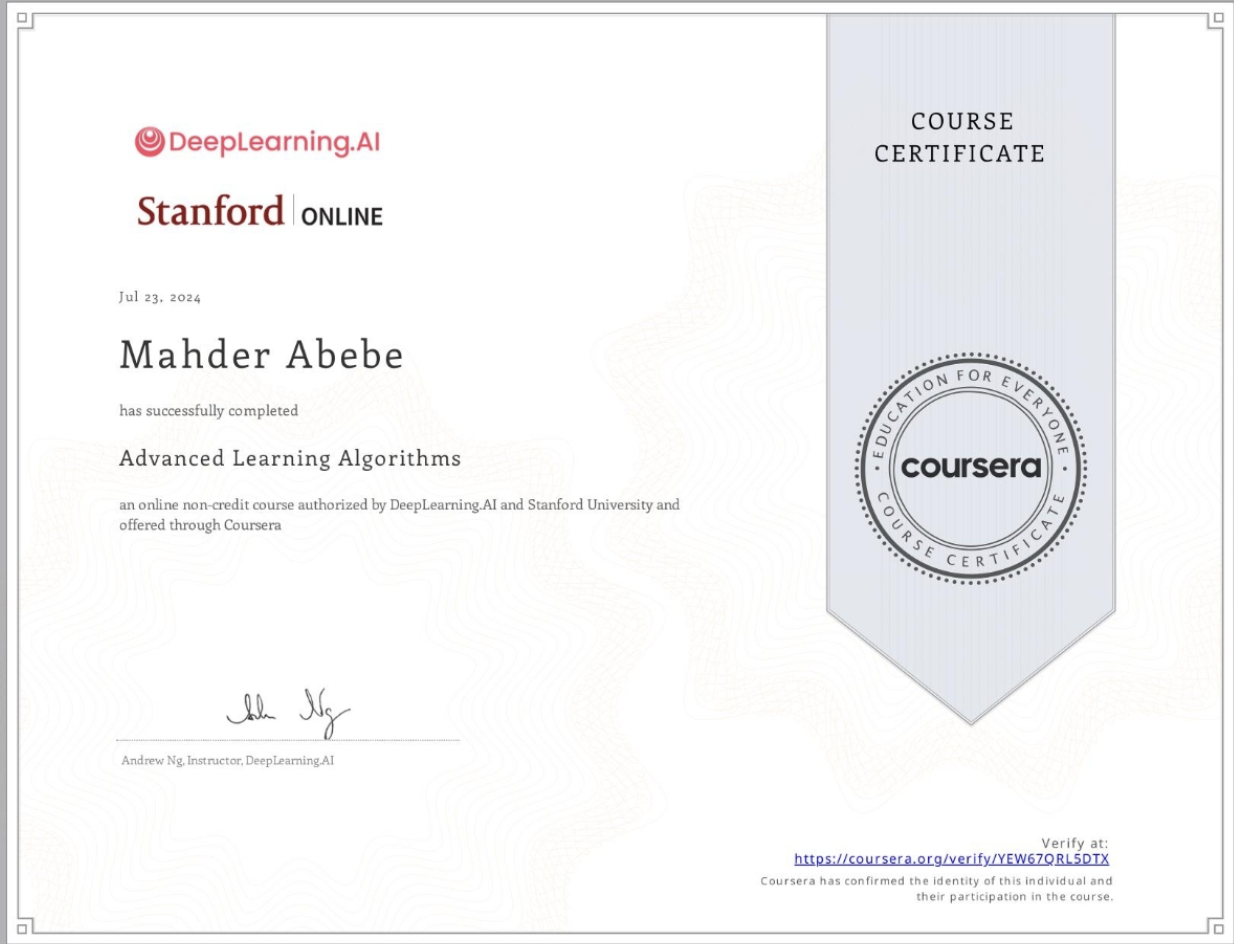 DeepLearning.AI
Stanford | ONLINE
Jul 23, 2024
Mahder Abebe
has successfully completed
Advanced Learning Algorithms
an online non-credit course authorized by DeepLearning.AI and Stanford University and
offered through Coursera
Andrew Ng, Instructor, DeepLearning.AI
COURSE
CERTIFICATE
EDUCATION FOR EVERYONE
coursera
COURSE CERTIFICATE
Verify at:
https://coursera.org/verify/YEW67QRL5DTX
Coursera has confirmed the identity of this individual and
their participation in the course.